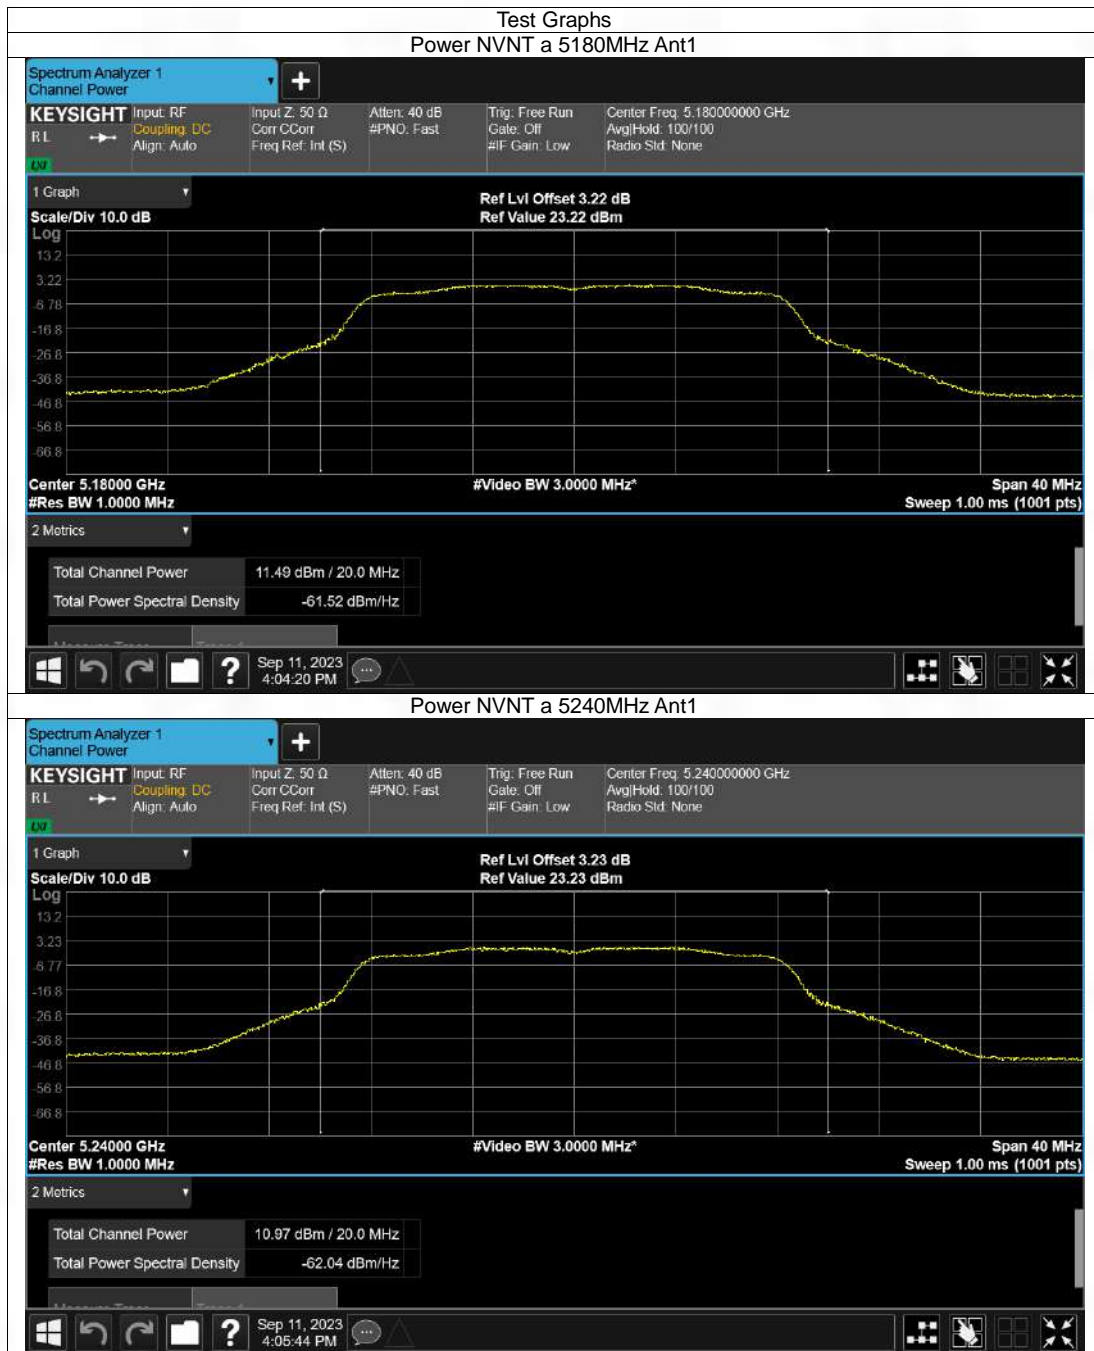 Test Graphs
Power NVNT a 5180MHz Ant1
Spectrum Analyzer 1
Channel Power
KEYSIGHT
R L
LXI
Input: RF
Coupling: DC
Align: Auto
Input Z: 50 Ω
Corr CCorr
Freq Ref: Int (S)
Atten: 40 dB
#PNO: Fast
Trig: Free Run
Gate: Off
#IF Gain: Low
Center Freq: 5.180000000 GHz
Avg|Hold: 100/100
Radio Std: None
1 Graph
Scale/Div 10.0 dB
Ref Lvl Offset 3.22 dB
Ref Value 23.22 dBm
Log
13.2
3.22
-6.78
-16.8
-26.8
-36.8
-46.8
-56.8
-66.8
Center 5.18000 GHz
#Video BW 3.0000 MHz*
Span 40 MHz
#Res BW 1.0000 MHz
Sweep 1.00 ms (1001 pts)
2 Metrics
Total Channel Power 11.49 dBm / 20.0 MHz
Total Power Spectral Density -61.52 dBm/Hz
?
Sep 11, 2023
4:04:20 PM
Power NVNT a 5240MHz Ant1
Spectrum Analyzer 1
Channel Power
KEYSIGHT
R L
LXI
Input: RF
Coupling: DC
Align: Auto
Input Z: 50 Ω
Corr CCorr
Freq Ref: Int (S)
Atten: 40 dB
#PNO: Fast
Trig: Free Run
Gate: Off
#IF Gain: Low
Center Freq: 5.240000000 GHz
Avg|Hold: 100/100
Radio Std: None
1 Graph
Scale/Div 10.0 dB
Ref Lvl Offset 3.23 dB
Ref Value 23.23 dBm
Log
13.2
3.23
-6.77
-16.8
-26.8
-36.8
-46.8
-56.8
-66.8
Center 5.24000 GHz
#Video BW 3.0000 MHz*
Span 40 MHz
#Res BW 1.0000 MHz
Sweep 1.00 ms (1001 pts)
2 Metrics
Total Channel Power 10.97 dBm / 20.0 MHz
Total Power Spectral Density -62.04 dBm/Hz
?
Sep 11, 2023
4:05:44 PM